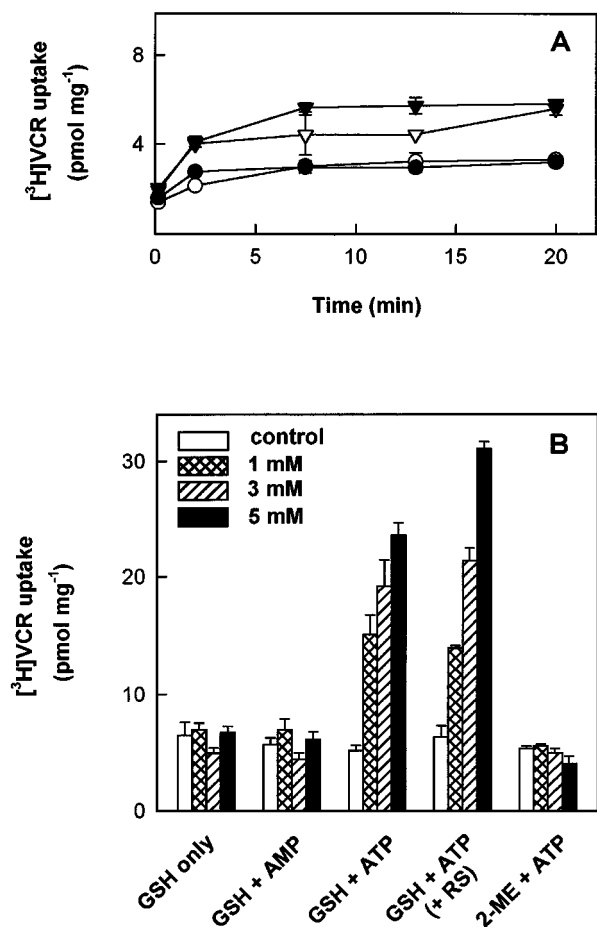 A
8
4
[³H]VCR uptake
(pmol mg⁻¹)
0 5 10 15 20
Time (min)
B
control
1 mM
3 mM
5 mM
30
20
10
0
[³H]VCR uptake
(pmol mg⁻¹)
GSH only
GSH + AMP
GSH + ATP
GSH + ATP
(+ RS)
2-ME + ATP